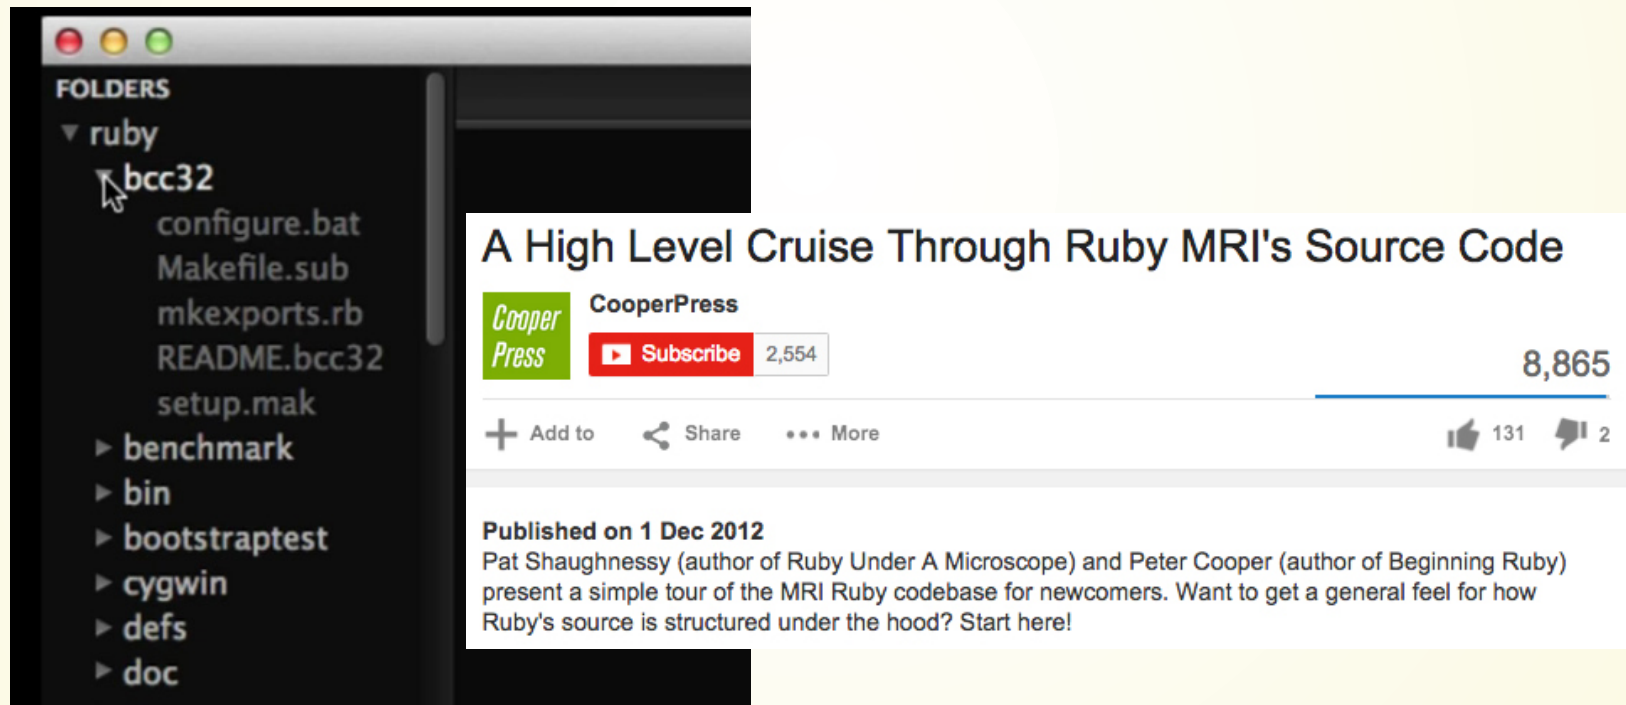 FOLDERS
ruby
bcc32
configure.bat
Makefile.sub
mkexports.rb
README.bcc32
setup.mak
benchmark
bin
bootstraptest
cygwin
defs
doc
A High Level Cruise Through Ruby MRI's Source Code
Cooper
Press
CooperPress
Subscribe 2,554
8,865
Add to Share More 131 2
Published on 1 Dec 2012
Pat Shaughnessy (author of Ruby Under A Microscope) and Peter Cooper (author of Beginning Ruby)
present a simple tour of the MRI Ruby codebase for newcomers. Want to get a general feel for how
Ruby's source is structured under the hood? Start here!